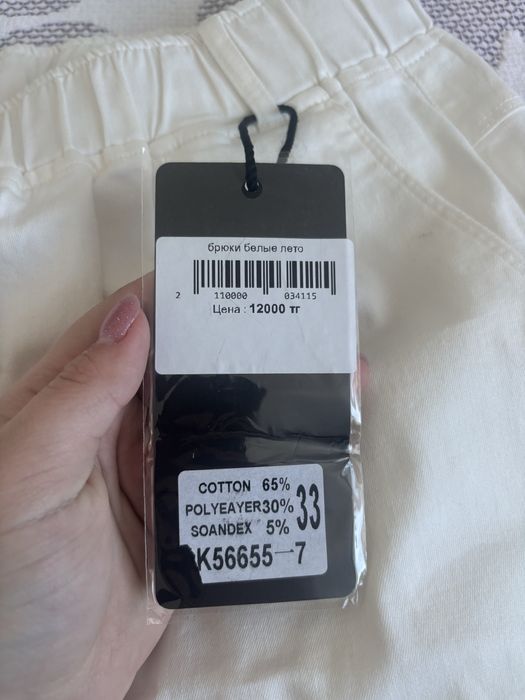 брюки белые лето
2 110000 034115
Цена : 12000 тг
COTTON 65%
POLYEAYER30%
SOANDEX 5%
33
K56655-7